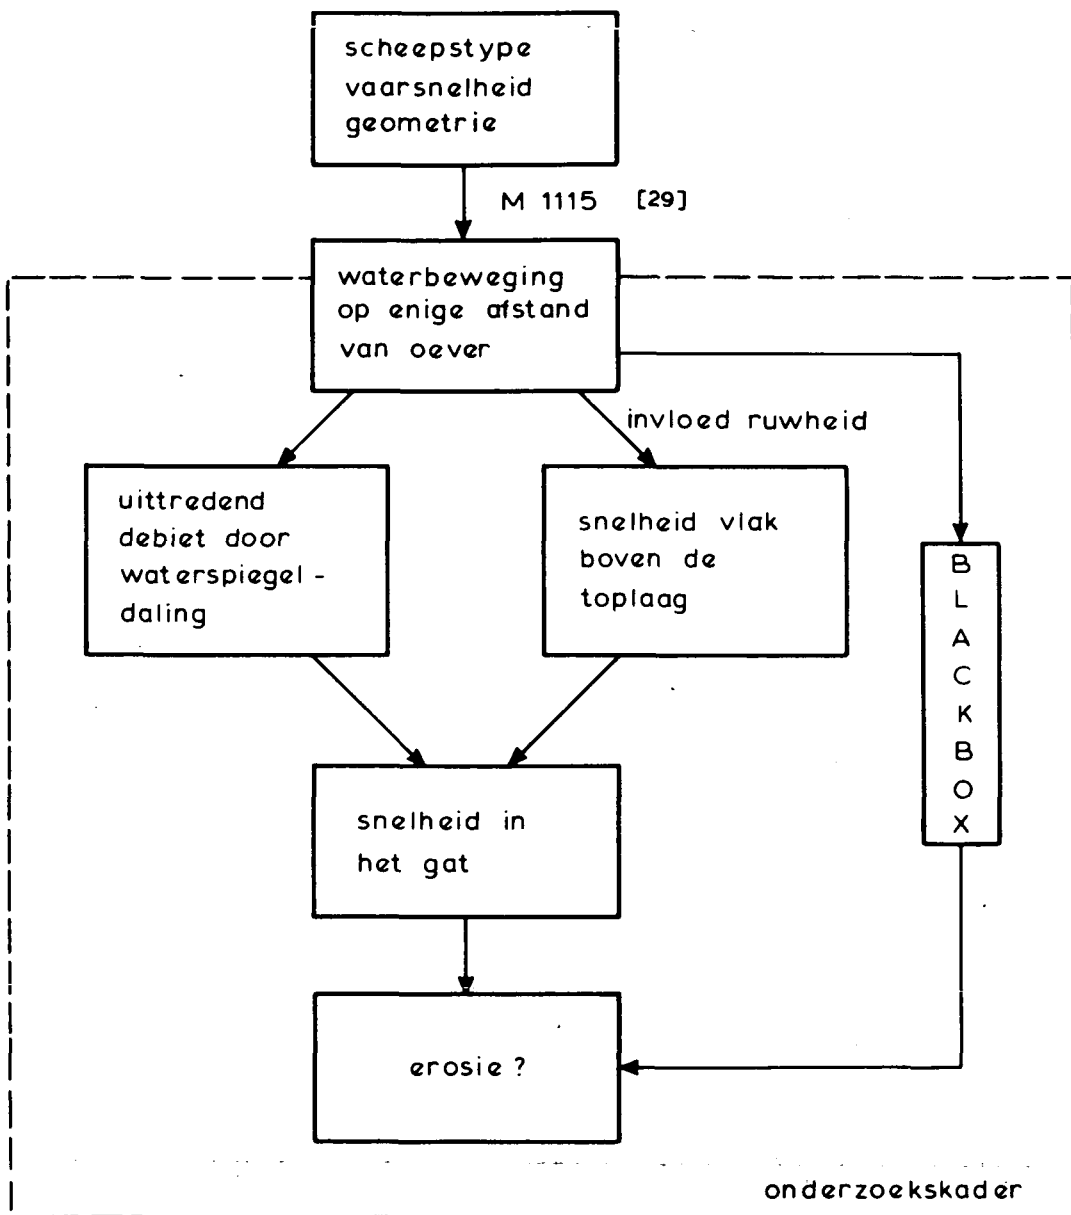 scheepstype
vaarsnelheid
geometrie
M 1115 [29]
waterbeweging
op enige afstand
van oever
invloed ruwheid
uittredend
debiet door
waterspiegel-
daling
snelheid vlak
boven de
toplaag
B
L
A
C
K
B
O
X
snelheid in
het gat
erosie ?
onderzoekskader